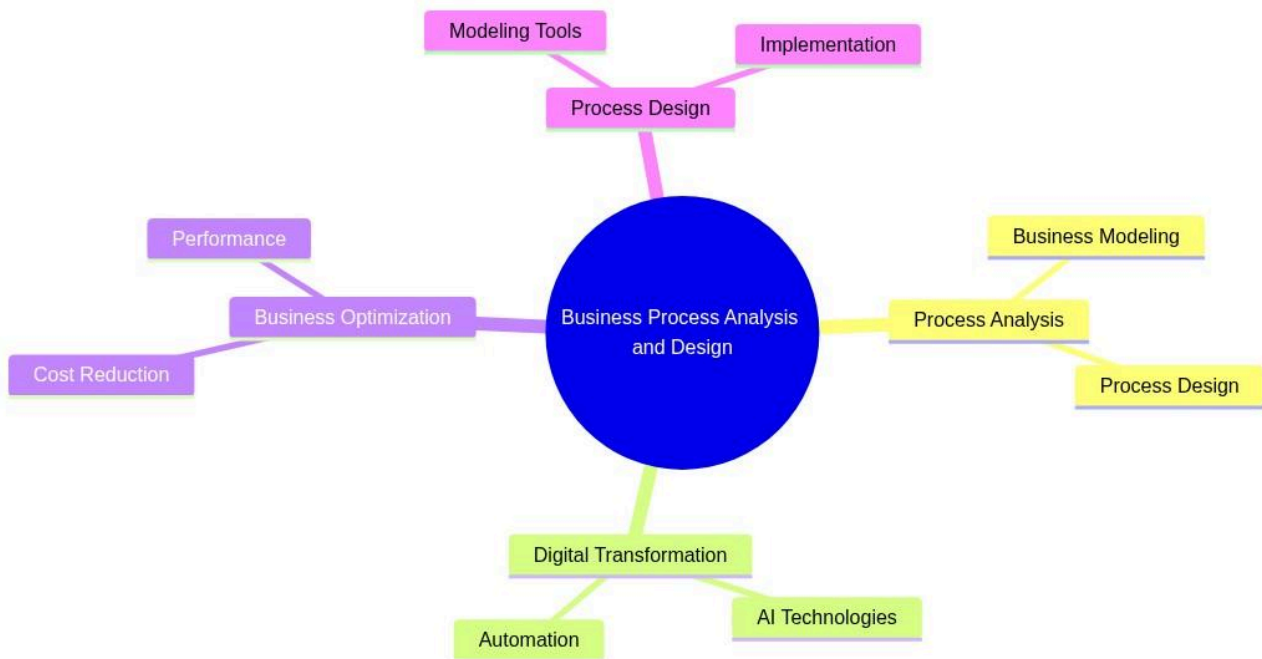 Modeling Tools
Implementation
Process Design
Performance
Business Modeling
Business Optimization
Business Process Analysis
and Design
Process Analysis
Cost Reduction
Process Design
Digital Transformation
AI Technologies
Automation